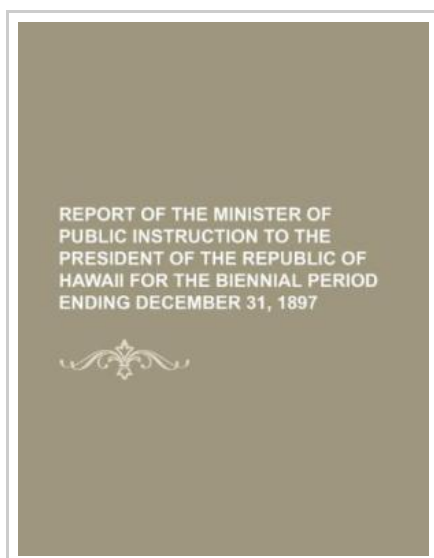 REPORT OF THE MINISTER OF
PUBLIC INSTRUCTION TO THE
PRESIDENT OF THE REPUBLIC OF
HAWAII FOR THE BIENNIAL PERIOD
ENDING DECEMBER 31, 1897